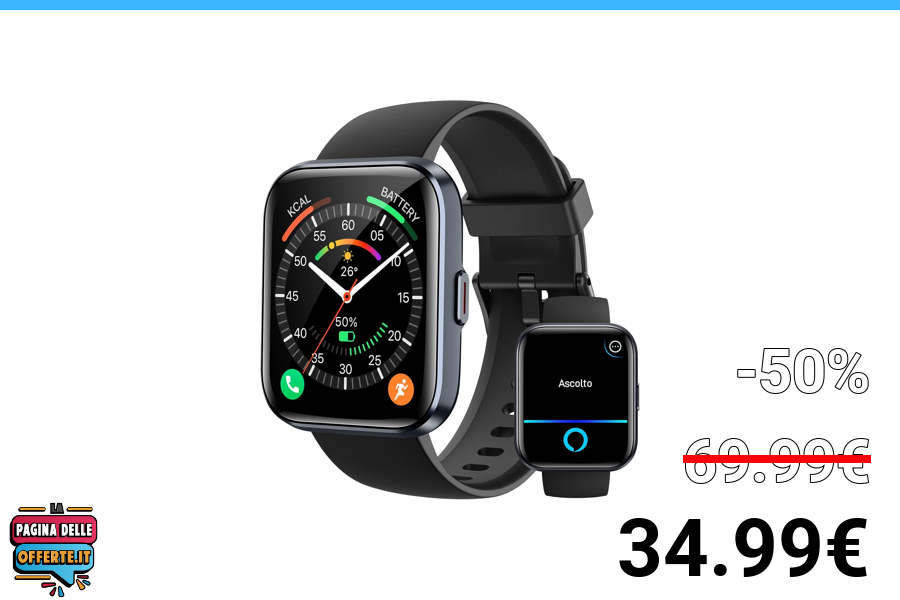 KCAL
BATTERY
60
55
05
50
10
26°
45
15
50%
40
20
35
25
30
Ascolto
-50%
69.99€
34.99€
LA
PAGINA DELLE
OFFERTE.IT